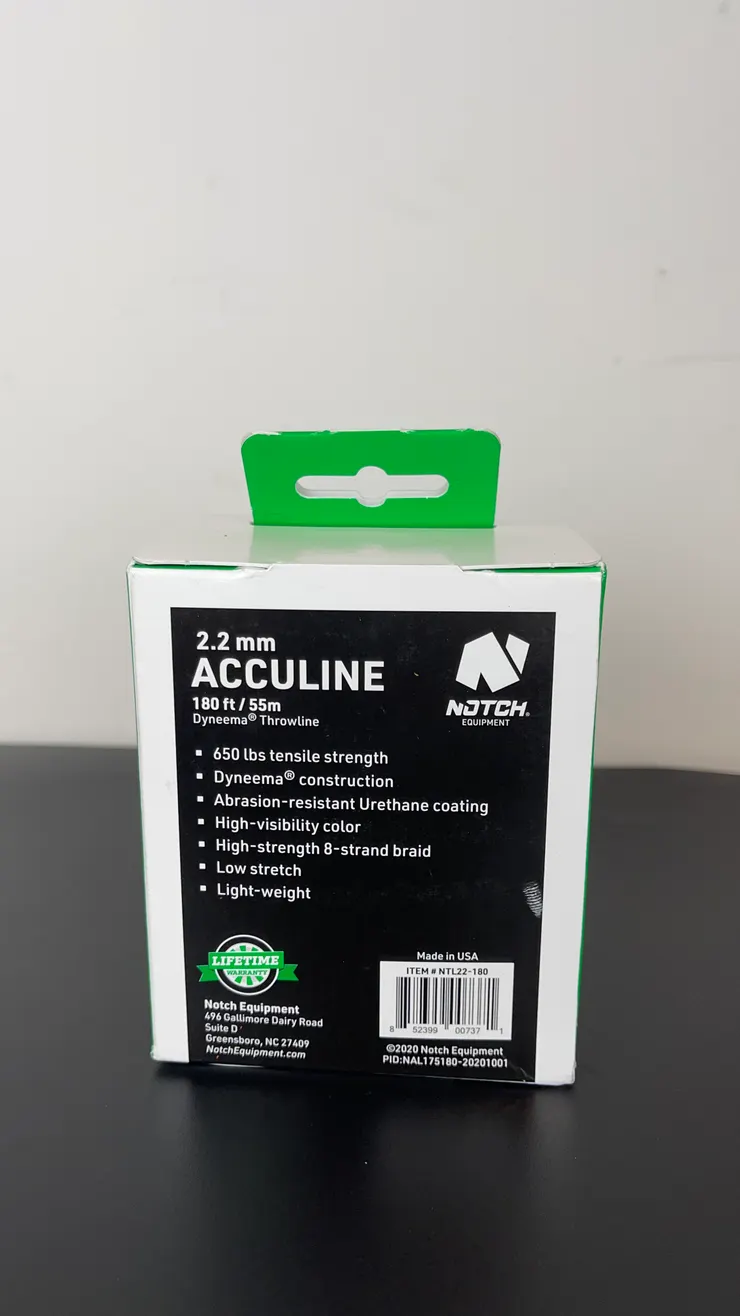 2.2 mm
ACCULINE
180 ft / 55m
Dyneema® Throwline
NOTCH®
EQUIPMENT
▪ 650 lbs tensile strength
▪ Dyneema® construction
▪ Abrasion-resistant Urethane coating
▪ High-visibility color
▪ High-strength 8-strand braid
▪ Low stretch
▪ Light-weight
LIFETIME
WARRANTY
Notch Equipment
496 Gallimore Dairy Road
Suite D
Greensboro, NC 27409
NotchEquipment.com
Made in USA
ITEM # NTL22-180
8 52399 00737 1
©2020 Notch Equipment
PID:NAL175180-20201001